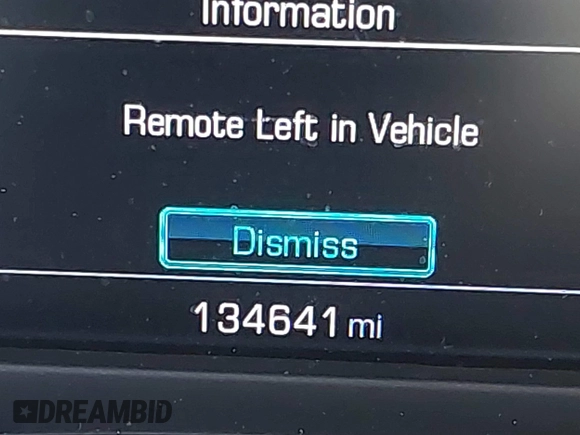 Information
Remote Left in Vehicle
Dismiss
134641 mi
DREAMBID